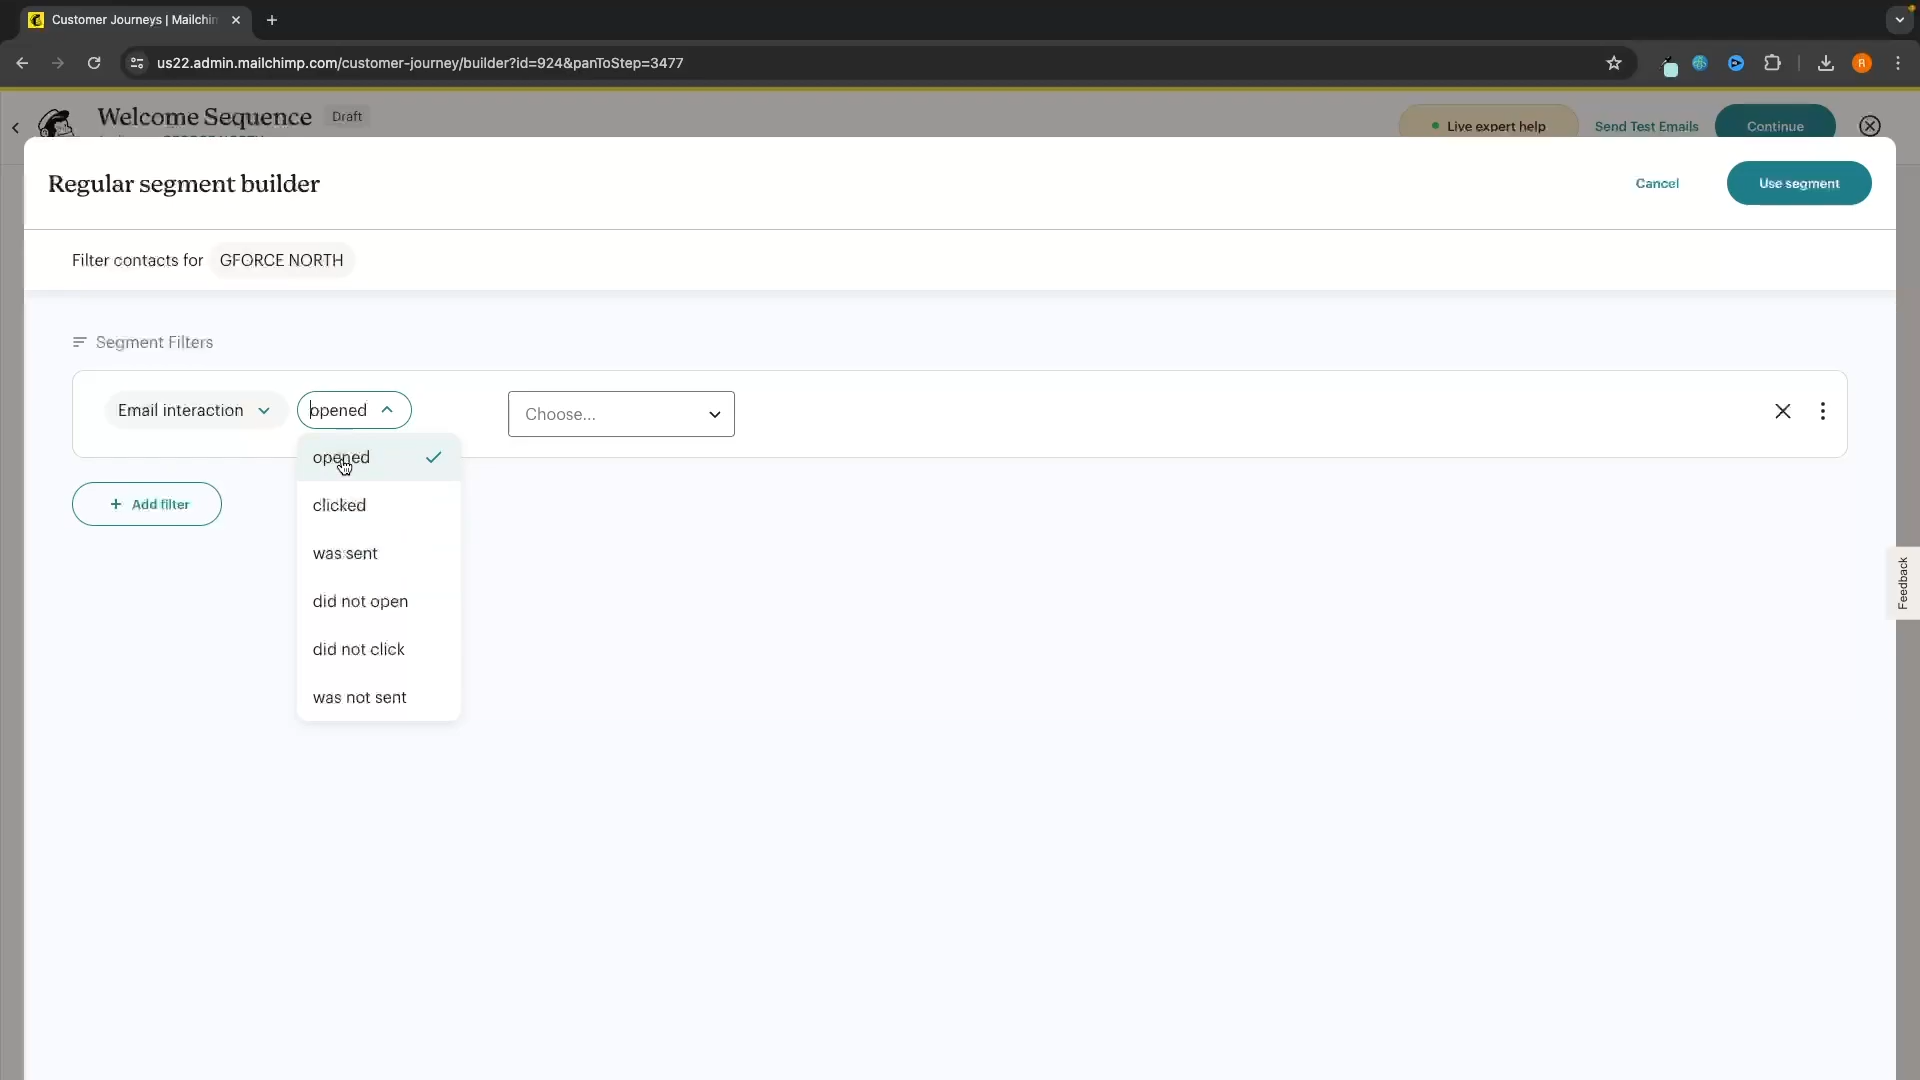 Customer Journeys | Mailchim
us22.admin.mailchimp.com/customer-journey/builder?id=924&panToStep=3477
R
Welcome Sequence
Draft
Live expert help
Send Test Emails
Continue
Regular segment builder
Cancel
Use segment
Filter contacts for GFORCE NORTH
Segment Filters
Email interaction
opened
Choose...
opened
clicked
was sent
did not open
did not click
was not sent
+ Add filter
Feedback